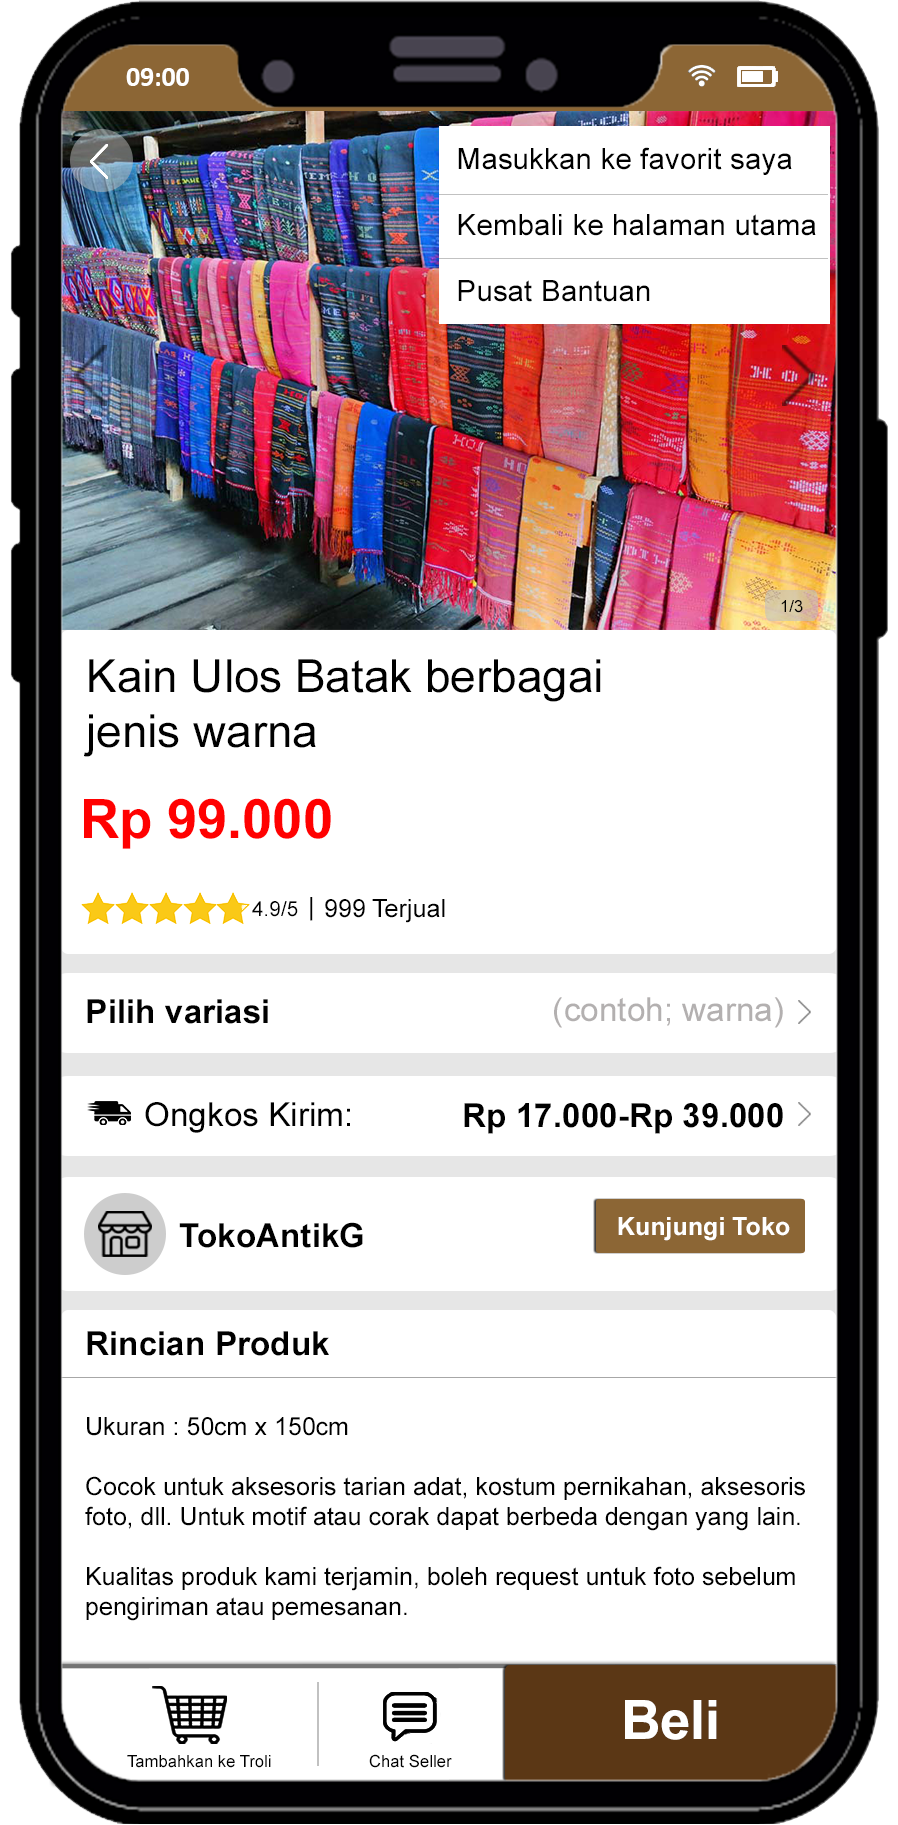 09:00
Masukkan ke favorit saya
Kembali ke halaman utama
Pusat Bantuan
1/3
Kain Ulos Batak berbagai
jenis warna
Rp 99.000
4.9/5 | 999 Terjual
Pilih variasi (contoh; warna)
Ongkos Kirim: Rp 17.000-Rp 39.000
TokoAntikG Kunjungi Toko
Rincian Produk
Ukuran : 50cm x 150cm
Cocok untuk aksesoris tarian adat, kostum pernikahan, aksesoris
foto, dll. Untuk motif atau corak dapat berbeda dengan yang lain.
Kualitas produk kami terjamin, boleh request untuk foto sebelum
pengiriman atau pemesanan.
Tambahkan ke Troli
Chat Seller
Beli